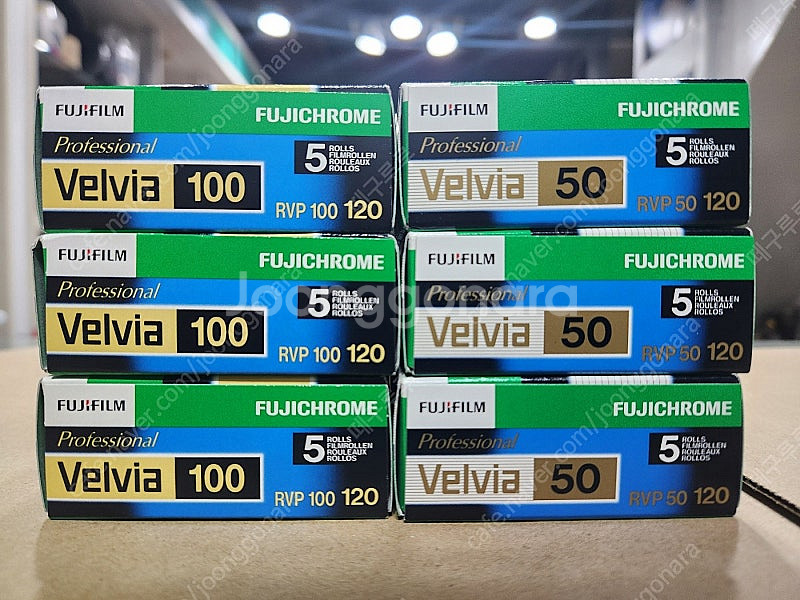 FUJIFILM
FUJICHROME
Professional
5 ROLLS
FILMROLLEN
ROULEAUX
ROLLOS
Velvia 100
RVP 100 120
FUJIFILM
FUJICHROME
Professional
5 ROLLS
FILMROLLEN
ROULEAUX
ROLLOS
Velvia 50
RVP 50 120
FUJIFILM
FUJICHROME
Professional
5 ROLLS
FILMROLLEN
ROULEAUX
ROLLOS
Velvia 100
RVP 100 120
FUJIFILM
FUJICHROME
Professional
5 ROLLS
FILMROLLEN
ROULEAUX
ROLLOS
Velvia 50
RVP 50 120
Joonggonara
FUJIFILM
FUJICHROME
Professional
5 ROLLS
FILMROLLEN
ROULEAUX
ROLLOS
Velvia 100
RVP 100 120
FUJIFILM
FUJICHROME
Professional
5 ROLLS
FILMROLLEN
ROULEAUX
ROLLOS
Velvia 50
RVP 50 120
cafe.naver.com/joonggonara